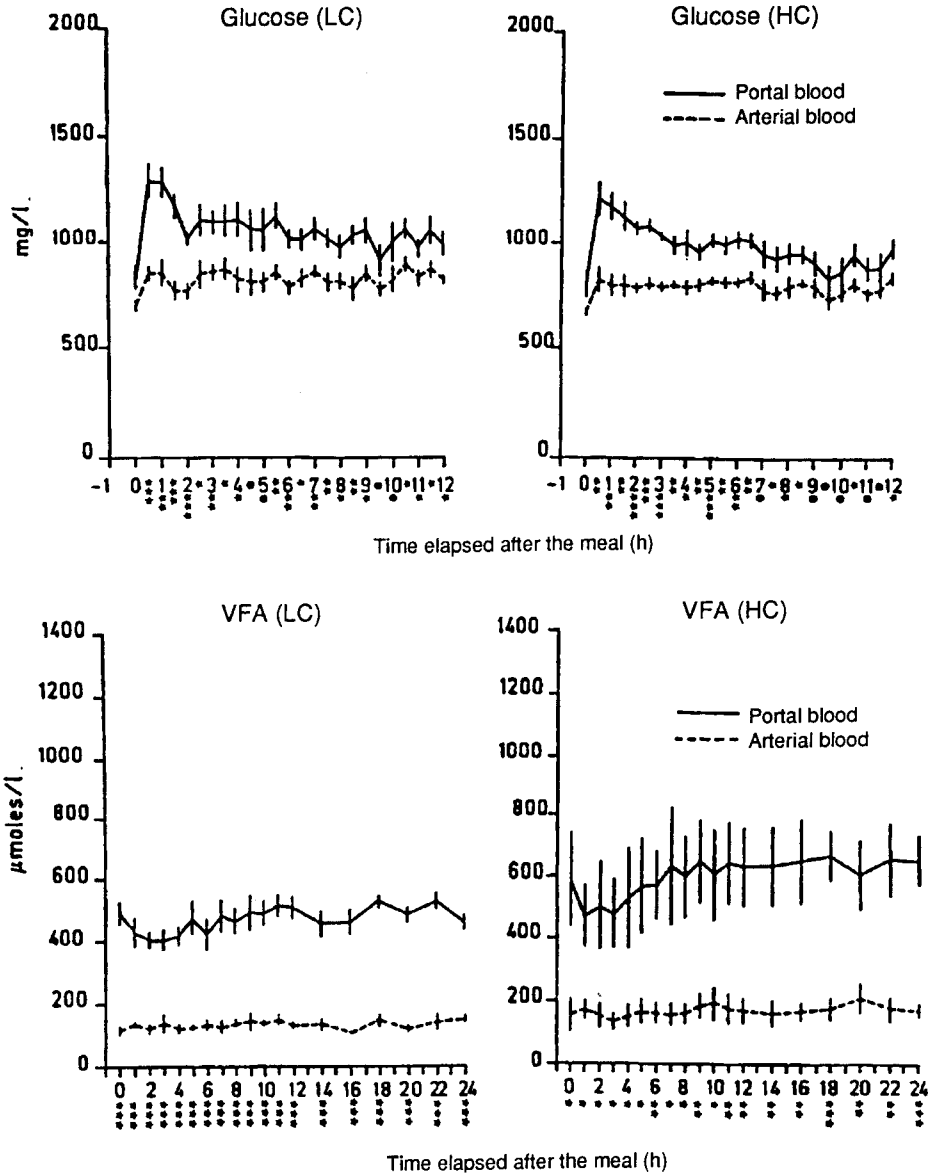 Glucose (LC)
2000
1500
1000
500
0
mg/l.
-1 0 1 2 3 4 5 6 7 8 9 10 11 12
Glucose (HC)
2000
1500
1000
500
0
Portal blood
Arterial blood
-1 0 1 2 3 4 5 6 7 8 9 10 11 12
Time elapsed after the meal (h)
VFA (LC)
1400
1200
1000
800
600
400
200
0
µmoles/l.
0 2 4 6 8 10 12 14 16 18 20 22 24
VFA (HC)
1400
1200
1000
800
600
400
200
0
Portal blood
Arterial blood
0 2 4 6 8 10 12 14 16 18 20 22 24
Time elapsed after the meal (h)